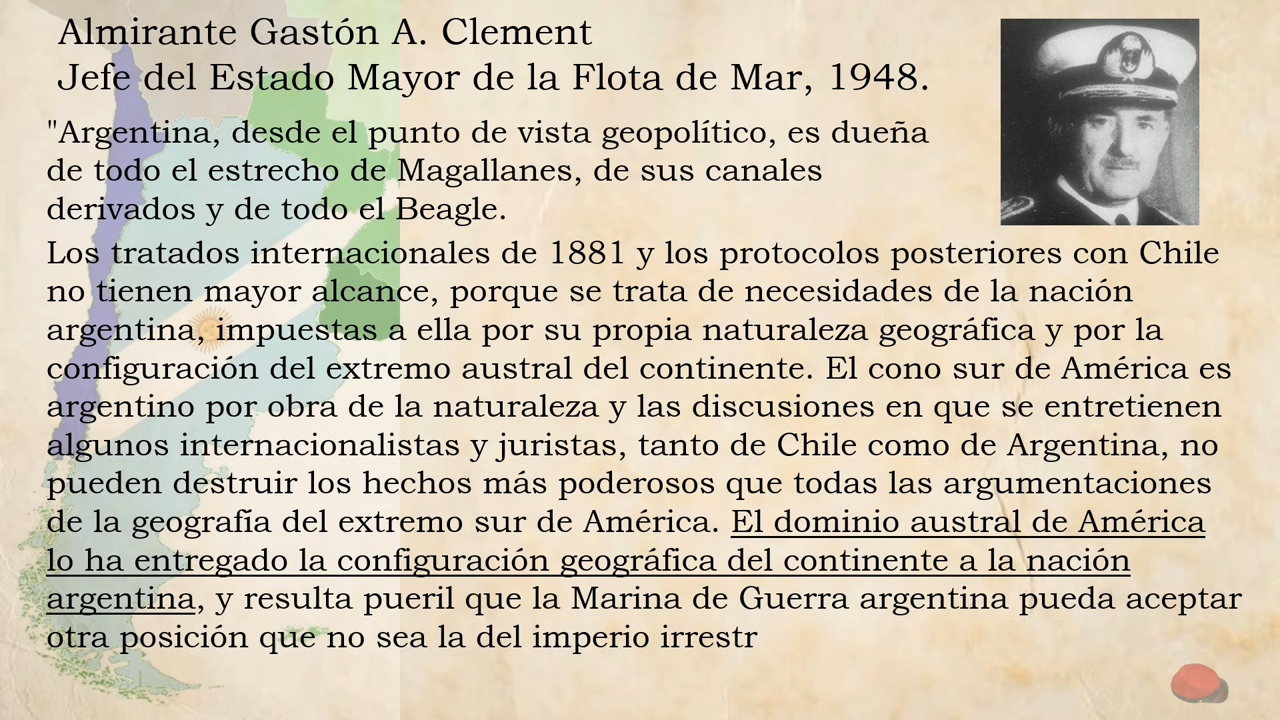 Almirante Gastón A. Clement
Jefe del Estado Mayor de la Flota de Mar, 1948.
"Argentina, desde el punto de vista geopolítico, es dueña
de todo el estrecho de Magallanes, de sus canales
derivados y de todo el Beagle.
Los tratados internacionales de 1881 y los protocolos posteriores con Chile
no tienen mayor alcance, porque se trata de necesidades de la nación
argentina, impuestas a ella por su propia naturaleza geográfica y por la
configuración del extremo austral del continente. El cono sur de América es
argentino por obra de la naturaleza y las discusiones en que se entretienen
algunos internacionalistas y juristas, tanto de Chile como de Argentina, no
pueden destruir los hechos más poderosos que todas las argumentaciones
de la geografía del extremo sur de América. El dominio austral de América
lo ha entregado la configuración geográfica del continente a la nación
argentina, y resulta pueril que la Marina de Guerra argentina pueda aceptar
otra posición que no sea la del imperio irrestr